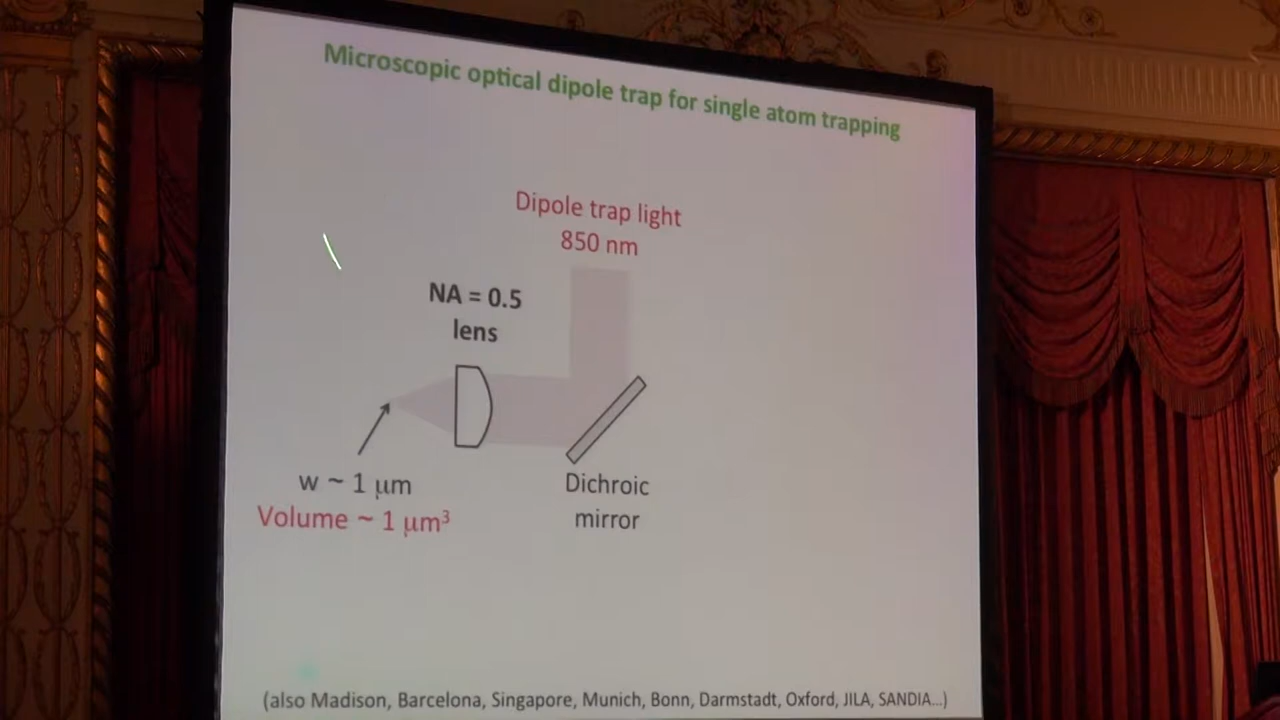 Microscopic optical dipole trap for single atom trapping
Dipole trap light
850 nm
NA = 0.5
lens
w ~ 1 μm
Volume ~ 1 μm³
Dichroic
mirror
(also Madison, Barcelona, Singapore, Munich, Bonn, Darmstadt, Oxford, JILA, SANDIA...)